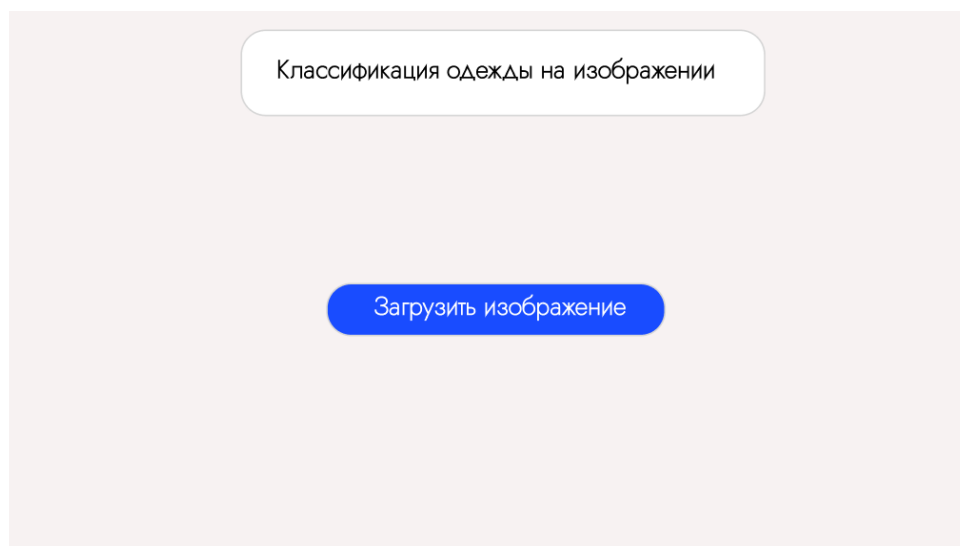 Классификация одежды на изображении
Загрузить изображение